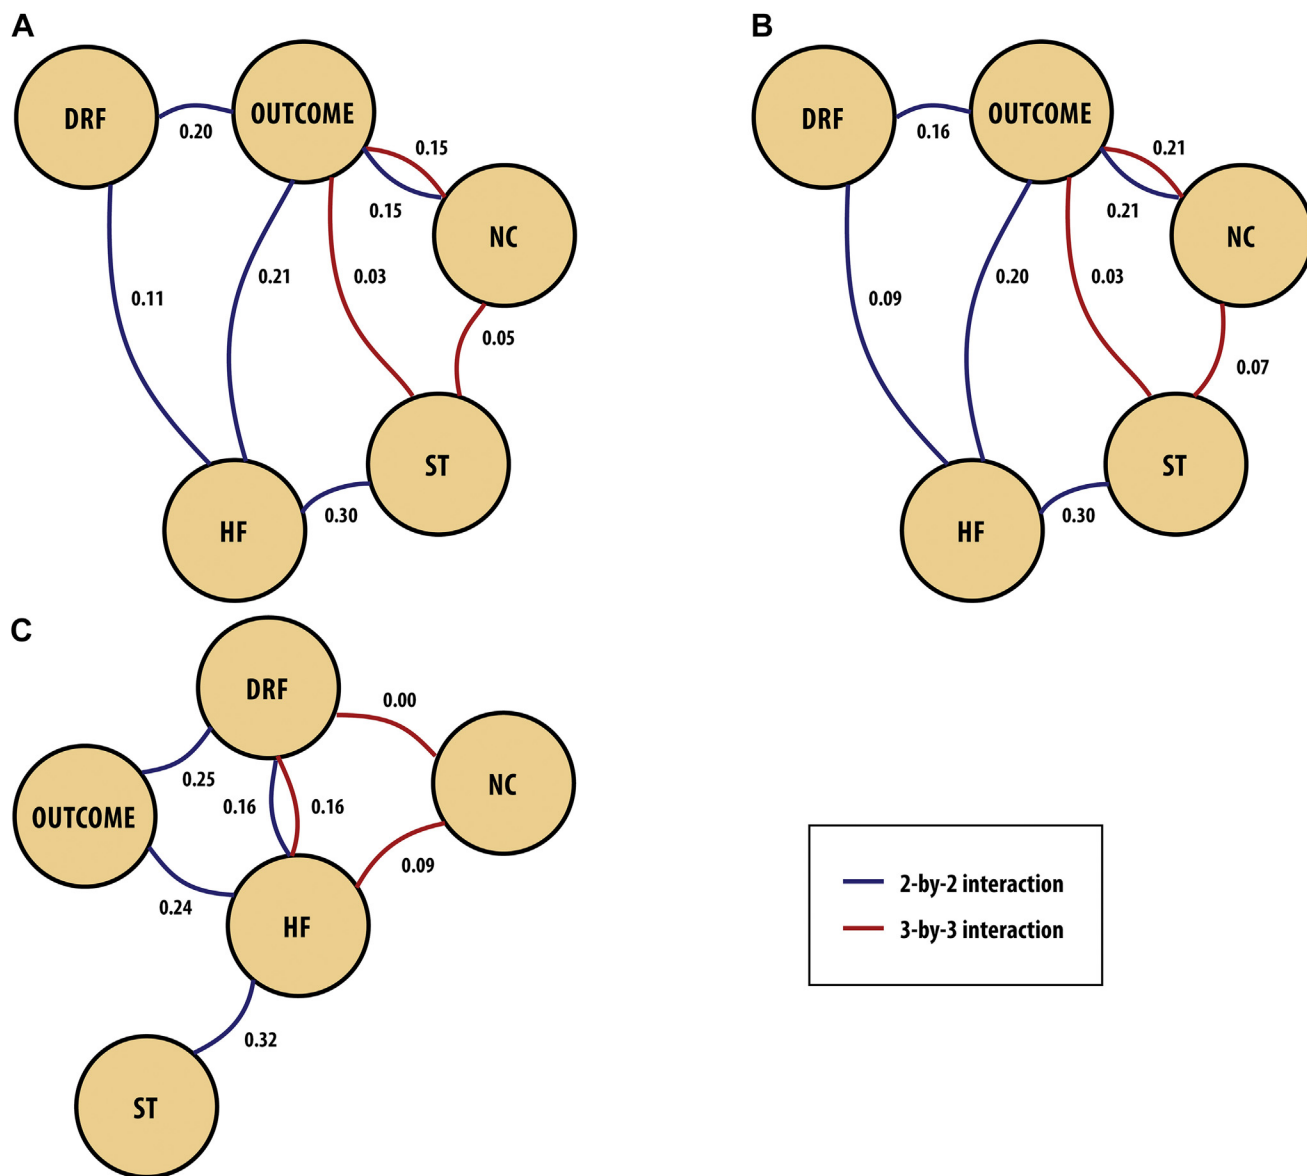 A
DRF
OUTCOME
0.20
0.15
0.15
NC
0.11
0.21
0.03
0.05
ST
HF
0.30
B
DRF
OUTCOME
0.16
0.21
0.21
NC
0.09
0.20
0.03
0.07
ST
HF
0.30
C
DRF
0.00
OUTCOME
0.25
0.16
0.16
NC
0.24
HF
0.09
0.32
ST
2-by-2 interaction
3-by-3 interaction